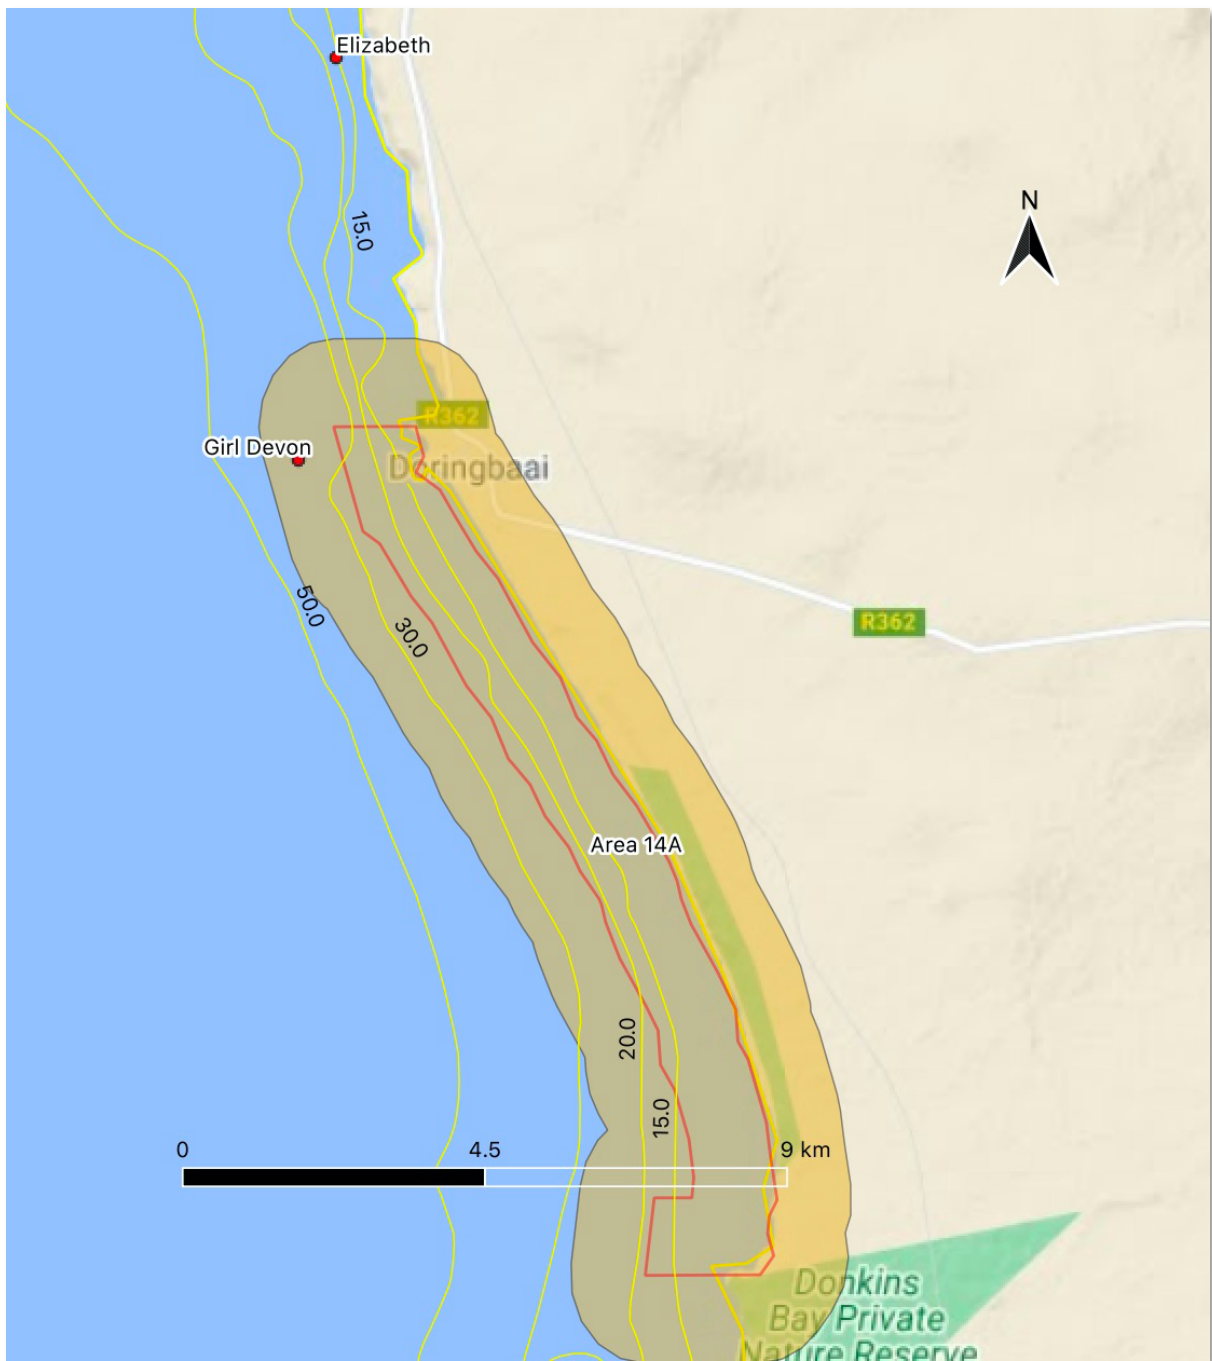 Elizabeth
N
15.0
R362
Girl Devon
Doringbaai
50.0
30.0
R362
Area 14A
20.0
15.0
0 4.5 9 km
Donkins
Bay Private
Nature Reserve